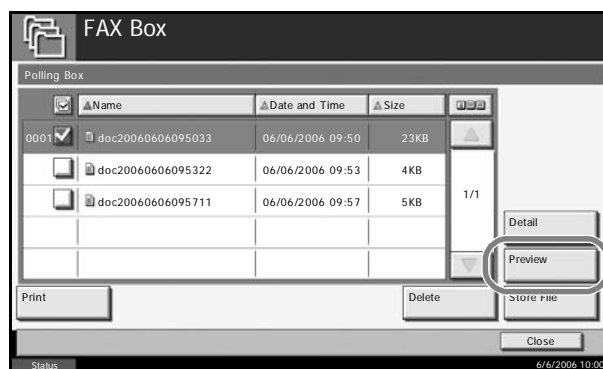 FAX Box
Polling Box
Name Date and Time Size
0001 doc20060606095033 06/06/2006 09:50 23KB
doc20060606095322 06/06/2006 09:53 4KB
doc20060606095711 06/06/2006 09:57 5KB
1/1
Detail
Preview
Print Delete Store File
Close
Status 6/6/2006 10:00